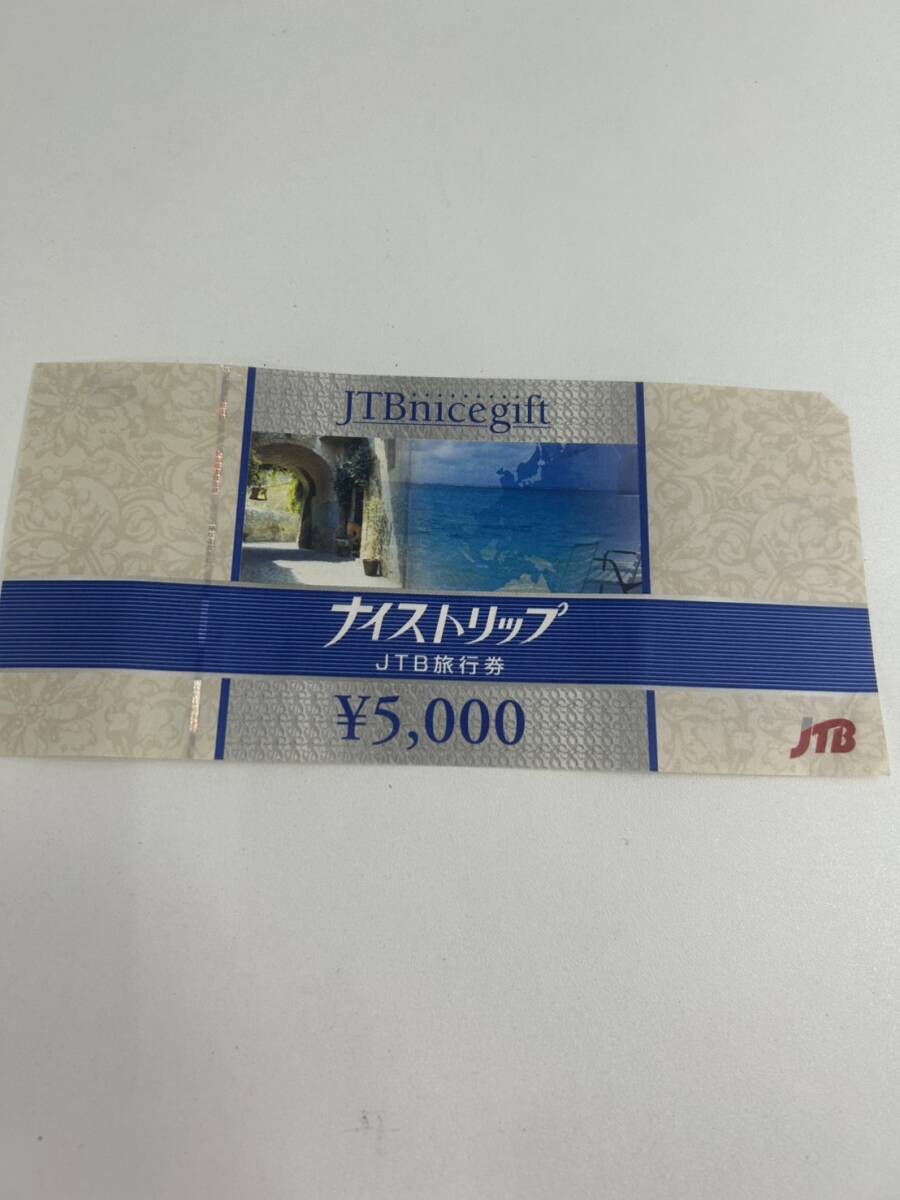 JTBnicegift
ナイストリップ
JTB旅行券
¥5,000
JTB